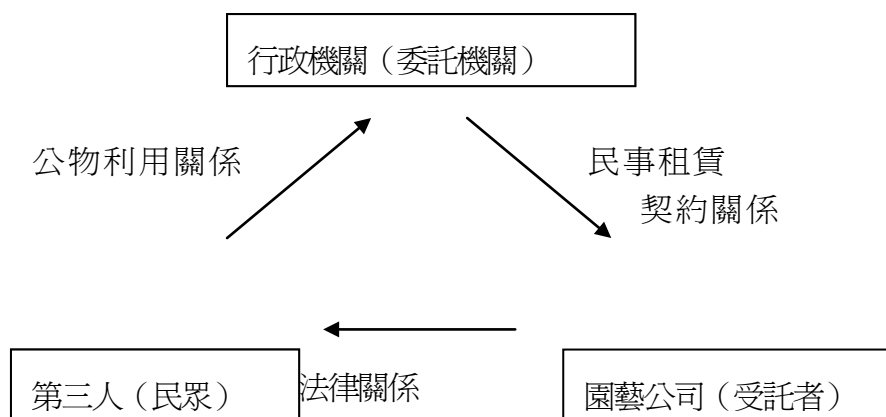 行政機關（委託機關）
公物利用關係
民事租賃
契約關係
第三人（民眾）
法律關係
園藝公司（受託者）